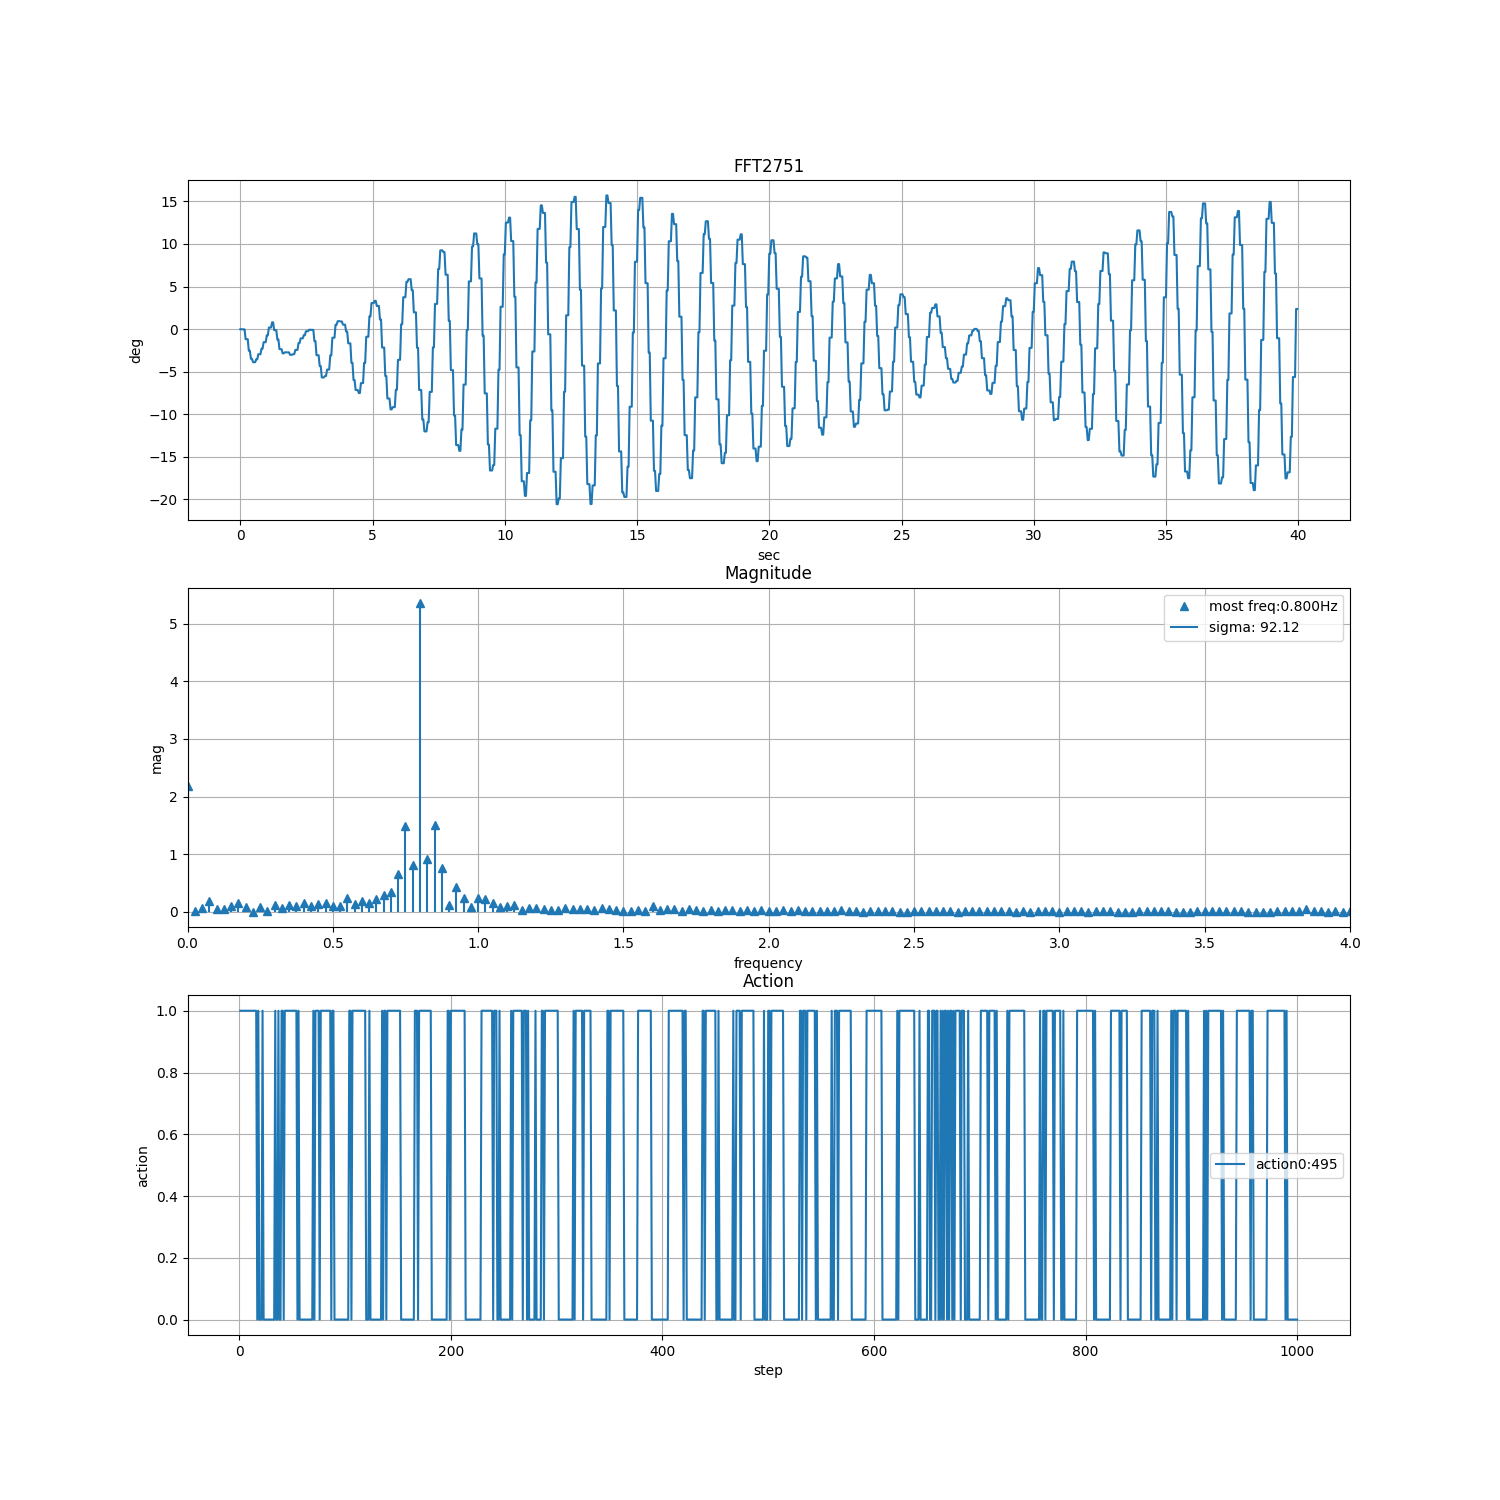 FFT2751
15
10
5
0
−5
−10
−15
−20
deg
0 5 10 15 20 25 30 35 40
sec
Magnitude
most freq:0.800Hz
sigma: 92.12
5
4
3
2
1
0
mag
0.0 0.5 1.0 1.5 2.0 2.5 3.0 3.5 4.0
frequency
Action
1.0
0.8
0.6
0.4
0.2
0.0
action
action0:495
0 200 400 600 800 1000
step